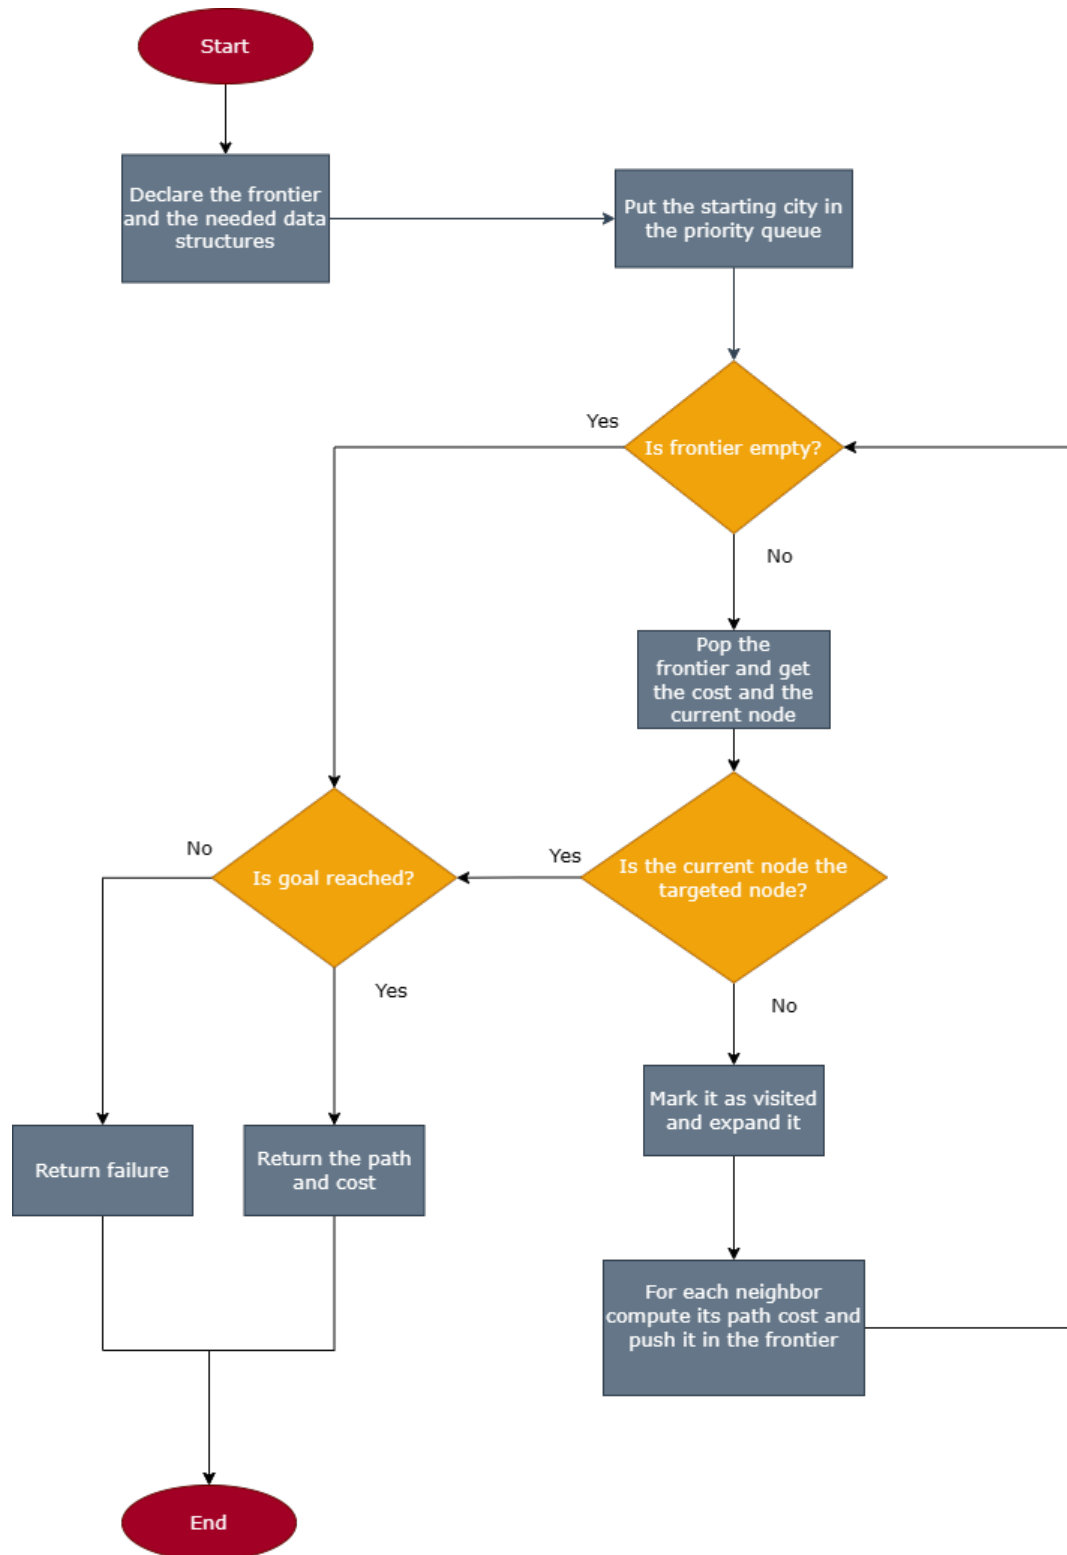 Start
Declare the frontier
and the needed data
structures
Put the starting city in
the priority queue
Yes
Is frontier empty?
No
Pop the
frontier and get
the cost and the
current node
No
Is goal reached?
Yes
Is the current node the
targeted node?
Yes
No
Mark it as visited
and expand it
Return failure
Return the path
and cost
For each neighbor
compute its path cost and
push it in the frontier
End